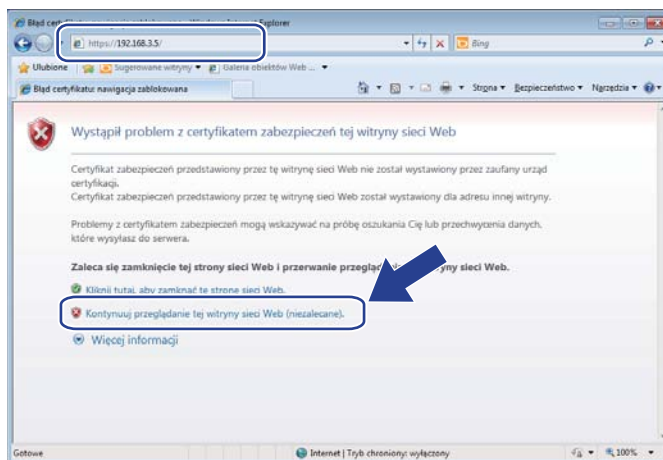 Błąd certyfikatu: nawigacja zablokowana - Windows Internet Explorer
https://192.168.3.5/
Bing
Ulubione Sugerowane witryny Galeria obiektów Web ...
Błąd certyfikatu: nawigacja zablokowana
Strona Bezpieczeństwo Narzędzia
Wystąpił problem z certyfikatem zabezpieczeń tej witryny sieci Web
Certyfikat zabezpieczeń przedstawiony przez tę witrynę sieci Web nie został wystawiony przez zaufany urząd
certyfikacji.
Certyfikat zabezpieczeń przedstawiony przez tę witrynę sieci Web został wystawiony dla adresu innej witryny.
Problemy z certyfikatem zabezpieczeń mogą wskazywać na próbę oszukania Cię lub przechwycenia danych,
które wysyłasz do serwera.
Zaleca się zamknięcie tej strony sieci Web i przerwanie witryny sieci Web.
Kliknij tutaj, aby zamknąć tę stronę sieci Web.
Kontynuuj przeglądanie tej witryny sieci Web (niezalecane).
Więcej informacji
Gotowe
Internet | Tryb chroniony: wyłączony
100%